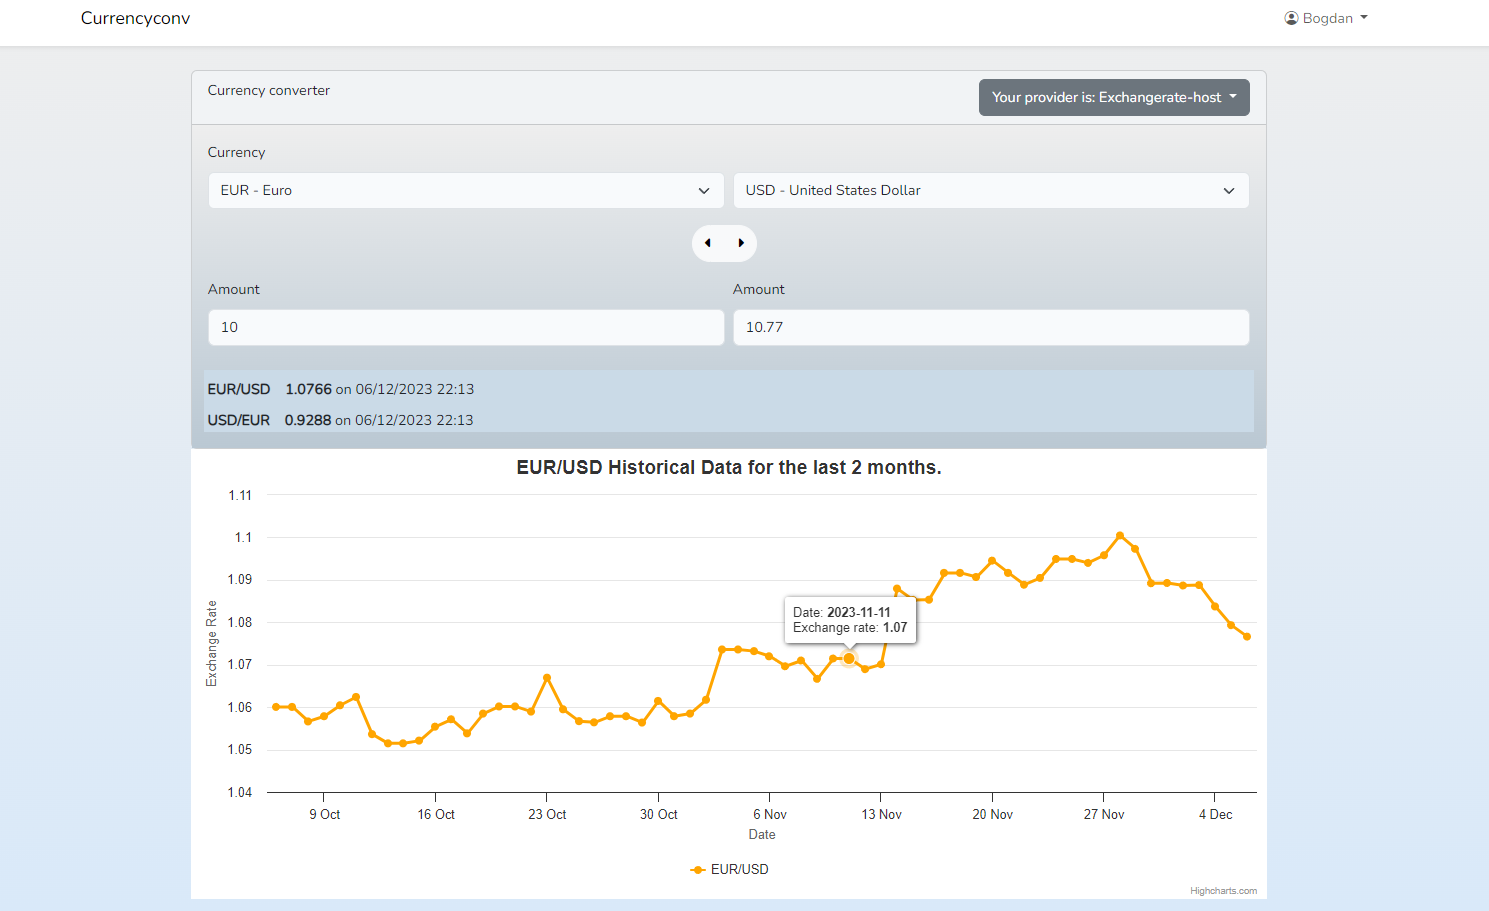 Currencyconv
Bogdan
Currency converter
Your provider is: Exchangerate-host
Currency
EUR - Euro
USD - United States Dollar
Amount
Amount
10
10.77
EUR/USD 1.0766 on 06/12/2023 22:13
USD/EUR 0.9288 on 06/12/2023 22:13
EUR/USD Historical Data for the last 2 months.
1.11
1.1
1.09
1.08
1.07
1.06
1.05
1.04
Exchange Rate
Date: 2023-11-11
Exchange rate: 1.07
9 Oct 16 Oct 23 Oct 30 Oct 6 Nov 13 Nov 20 Nov 27 Nov 4 Dec
Date
EUR/USD
Highcharts.com